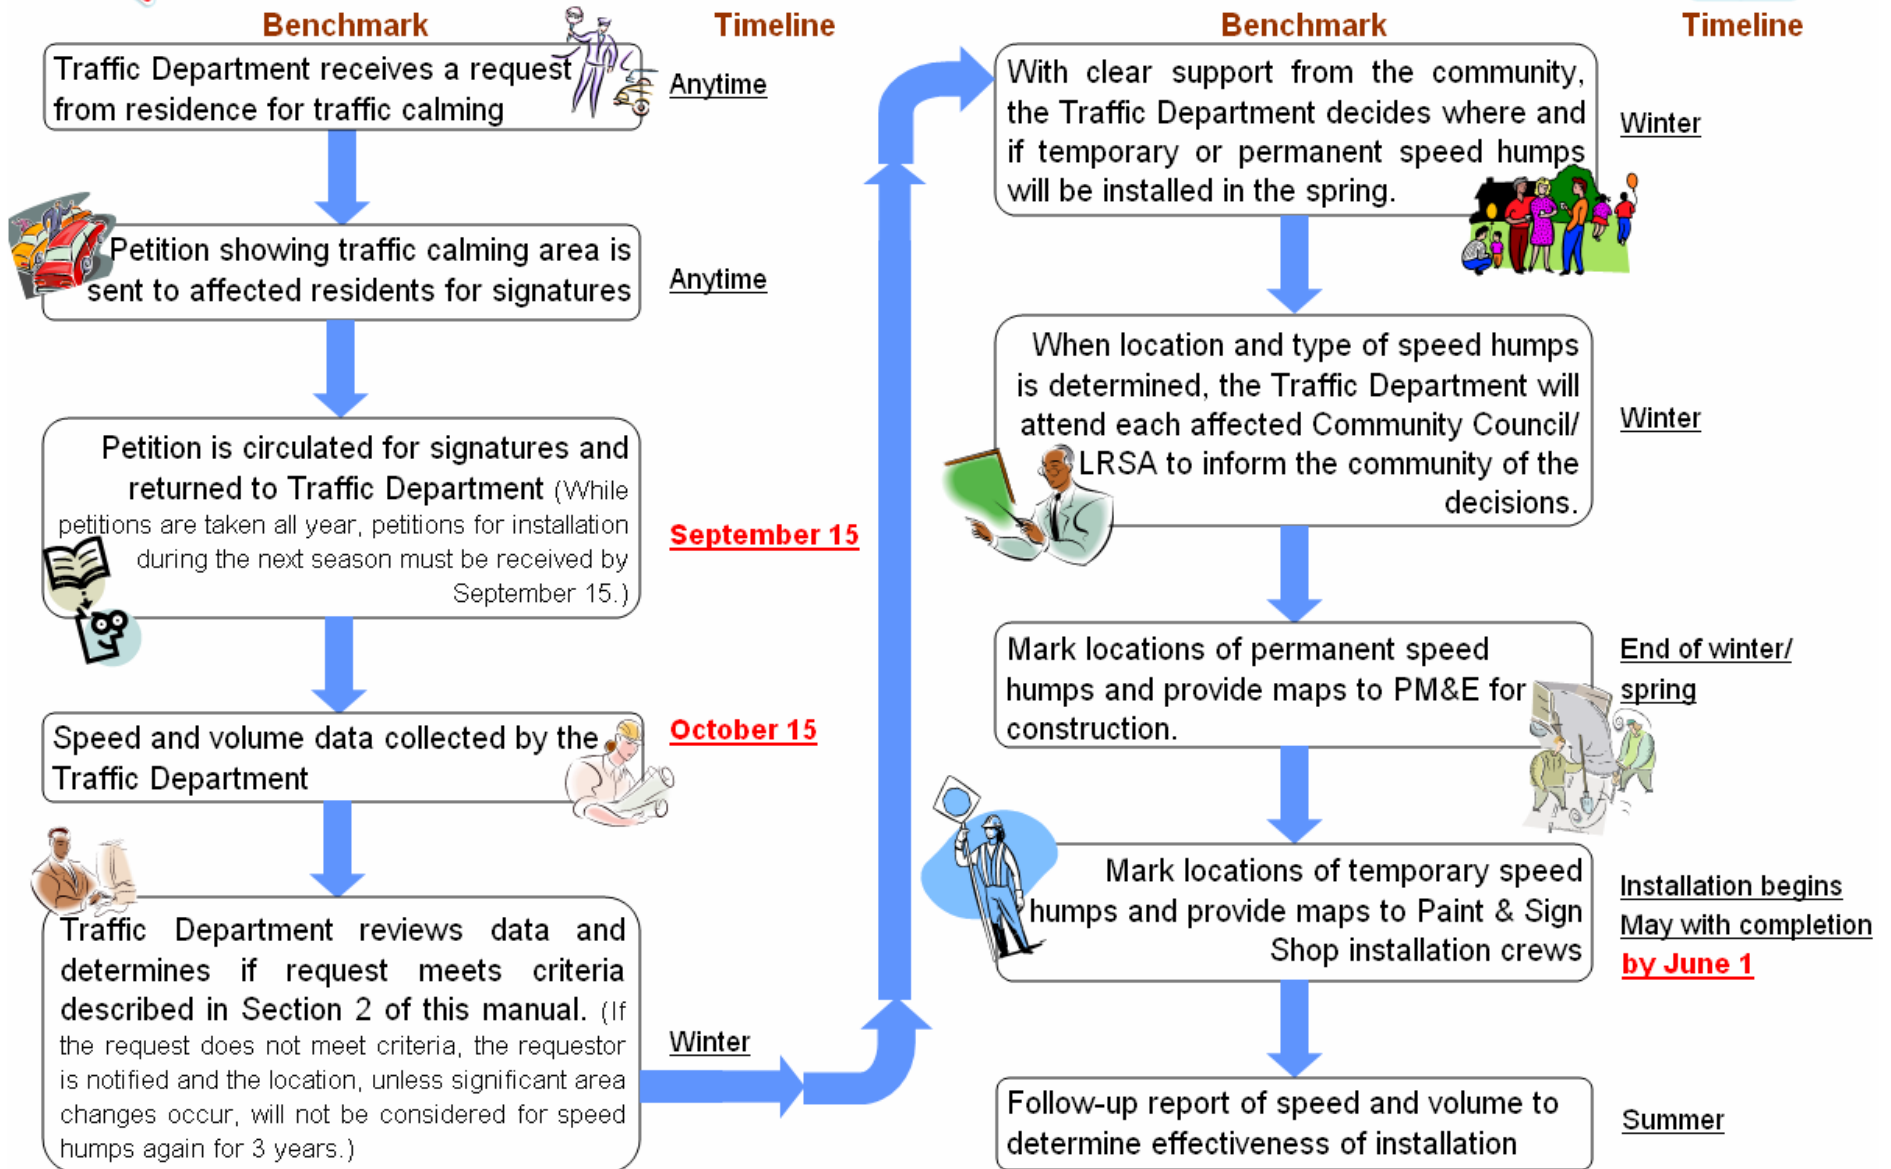 Benchmark
Timeline
Traffic Department receives a request
from residence for traffic calming
Anytime
Petition showing traffic calming area is
sent to affected residents for signatures
Anytime
Petition is circulated for signatures and
returned to Traffic Department (While
petitions are taken all year, petitions for installation
during the next season must be received by
September 15.)
September 15
Speed and volume data collected by the
Traffic Department
October 15
Traffic Department reviews data and
determines if request meets criteria
described in Section 2 of this manual. (If
the request does not meet criteria, the requestor
is notified and the location, unless significant area
changes occur, will not be considered for speed
humps again for 3 years.)
Winter
Benchmark
Timeline
With clear support from the community,
the Traffic Department decides where and
if temporary or permanent speed humps
will be installed in the spring.
Winter
When location and type of speed humps
is determined, the Traffic Department will
attend each affected Community Council/
LRSA to inform the community of the
decisions.
Winter
Mark locations of permanent speed
humps and provide maps to PM&E for
construction.
End of winter/
spring
Mark locations of temporary speed
humps and provide maps to Paint & Sign
Shop installation crews
Installation begins
May with completion
by June 1
Follow-up report of speed and volume to
determine effectiveness of installation
Summer